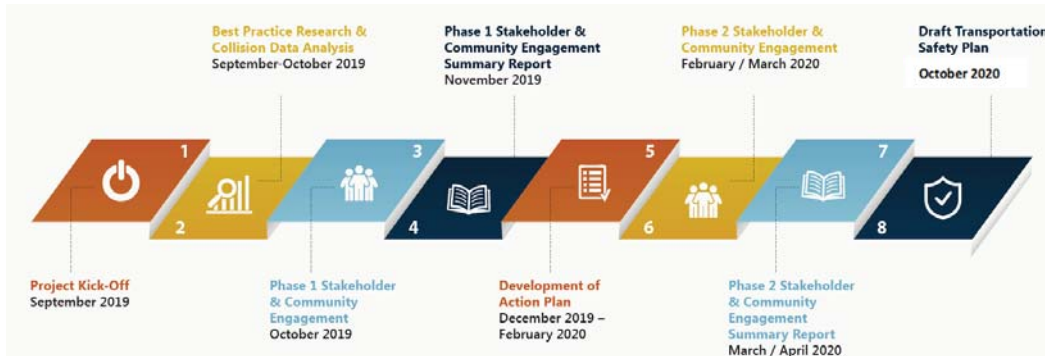 Best Practice Research &
Collision Data Analysis
September-October 2019
Phase 1 Stakeholder &
Community Engagement
Summary Report
November 2019
Phase 2 Stakeholder &
Community Engagement
February / March 2020
Draft Transportation
Safety Plan
October 2020
1
2
3
4
5
6
7
8
Project Kick-Off
September 2019
Phase 1 Stakeholder
& Community
Engagement
October 2019
Development of
Action Plan
December 2019 –
February 2020
Phase 2 Stakeholder
& Community
Engagement
Summary Report
March / April 2020